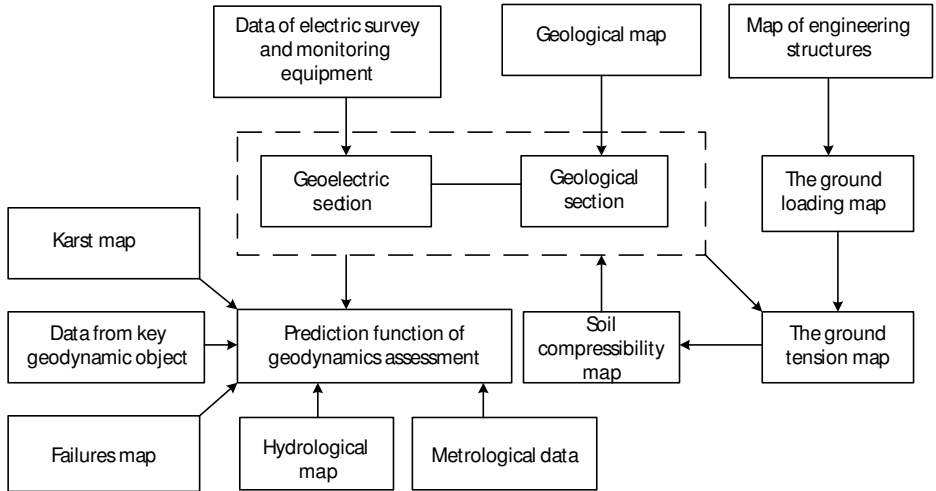 Data of electric survey
and monitoring
equipment
Geological map
Map of engineering
structures
Geoelectric
section
Geological
section
The ground
loading map
Karst map
Data from key
geodynamic object
Prediction function of
geodynamics assessment
Soil
compressibility
map
The ground
tension map
Failures map
Hydrological
map
Metrological data